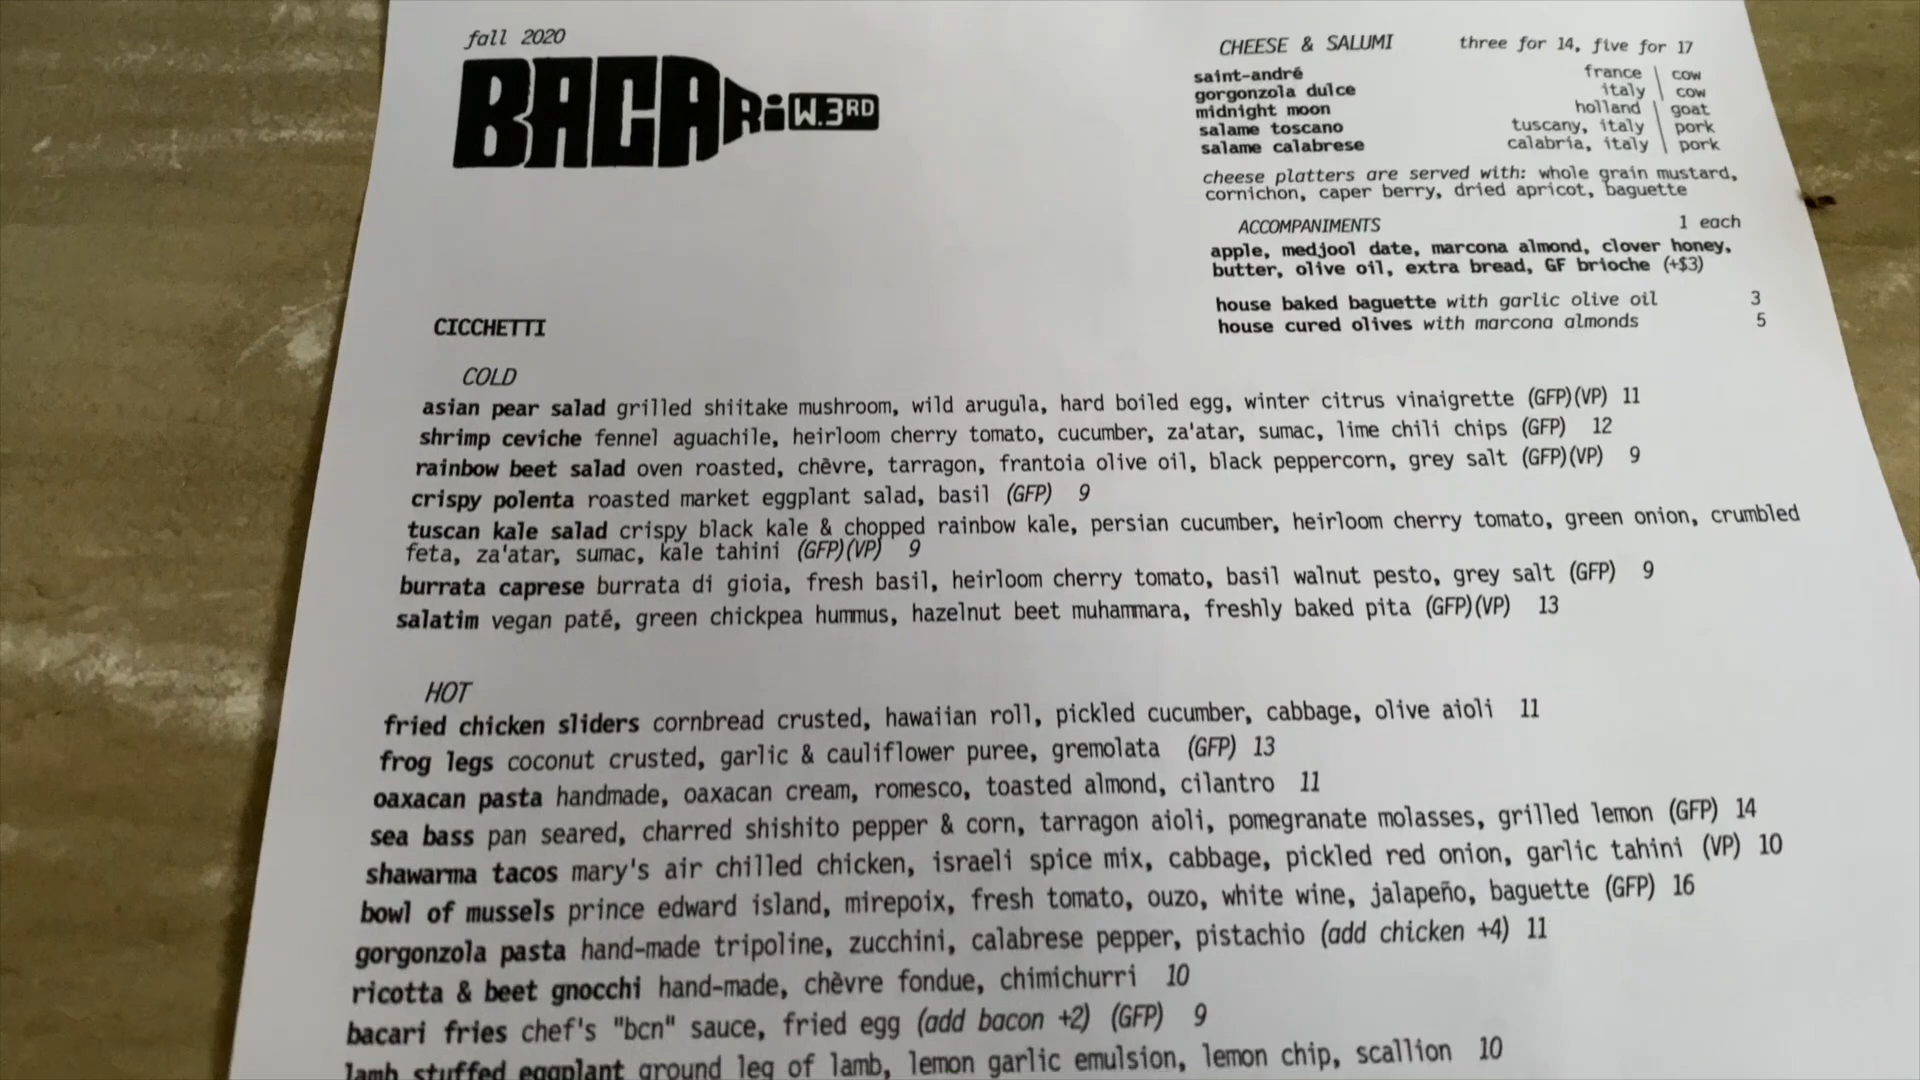 fall 2020
BACARI W.3RD
CHEESE & SALUMI three for 14, five for 17
saint-andré france | cow
gorgonzola dulce italy | cow
midnight moon holland | goat
salame toscano tuscany, italy | pork
salame calabrese calabria, italy | pork
cheese platters are served with: whole grain mustard,
cornichon, caper berry, dried apricot, baguette
ACCOMPANIMENTS 1 each
apple, medjool date, marcona almond, clover honey,
butter, olive oil, extra bread, GF brioche (+$3)
house baked baguette with garlic olive oil 3
house cured olives with marcona almonds 5
CICCHETTI
COLD
asian pear salad grilled shiitake mushroom, wild arugula, hard boiled egg, winter citrus vinaigrette (GFP)(VP) 11
shrimp ceviche fennel aguachile, heirloom cherry tomato, cucumber, za'atar, sumac, lime chili chips (GFP) 12
rainbow beet salad oven roasted, chèvre, tarragon, frantoia olive oil, black peppercorn, grey salt (GFP)(VP) 9
crispy polenta roasted market eggplant salad, basil (GFP) 9
tuscan kale salad crispy black kale & chopped rainbow kale, persian cucumber, heirloom cherry tomato, green onion, crumbled
feta, za'atar, sumac, kale tahini (GFP)(VP) 9
burrata caprese burrata di gioia, fresh basil, heirloom cherry tomato, basil walnut pesto, grey salt (GFP) 9
salatim vegan paté, green chickpea hummus, hazelnut beet muhammara, freshly baked pita (GFP)(VP) 13
HOT
fried chicken sliders cornbread crusted, hawaiian roll, pickled cucumber, cabbage, olive aioli 11
frog legs coconut crusted, garlic & cauliflower puree, gremolata (GFP) 13
oaxacan pasta handmade, oaxacan cream, romesco, toasted almond, cilantro 11
sea bass pan seared, charred shishito pepper & corn, tarragon aioli, pomegranate molasses, grilled lemon (GFP) 14
shawarma tacos mary's air chilled chicken, israeli spice mix, cabbage, pickled red onion, garlic tahini (VP) 10
bowl of mussels prince edward island, mirepoix, fresh tomato, ouzo, white wine, jalapeño, baguette (GFP) 16
gorgonzola pasta hand-made tripoline, zucchini, calabrese pepper, pistachio (add chicken +4) 11
ricotta & beet gnocchi hand-made, chèvre fondue, chimichurri 10
bacari fries chef's "bcn" sauce, fried egg (add bacon +2) (GFP) 9
lamb stuffed eggplant ground leg of lamb, lemon garlic emulsion, lemon chip, scallion 10